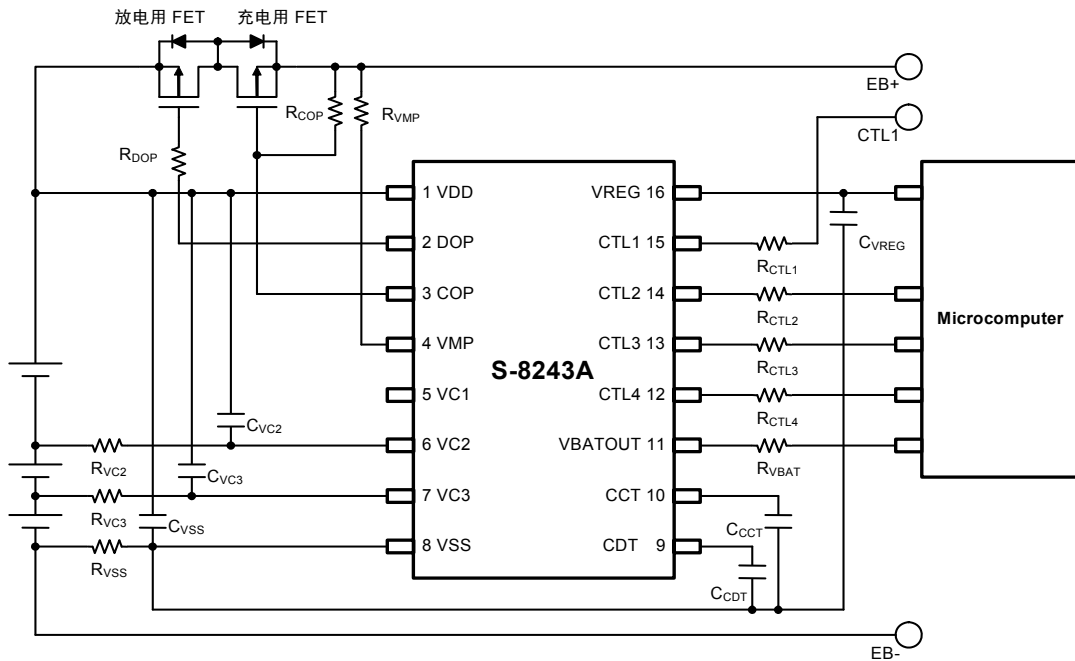 放电用 FET 充电用 FET
EB+
RCOP
RVMP
CTL1
RDOP
1 VDD
VREG 16
2 DOP
CTL1 15
CVREG
RCTL1
3 COP
CTL2 14
RCTL2
Microcomputer
4 VMP
CTL3 13
S-8243A
RCTL3
5 VC1
CTL4 12
CVC2
RCTL4
6 VC2
VBATOUT 11
RVC2
CVC3
RVBAT
7 VC3
CCT 10
RVC3
CVSS
CCCT
8 VSS
CDT 9
RVSS
CCDT
EB-